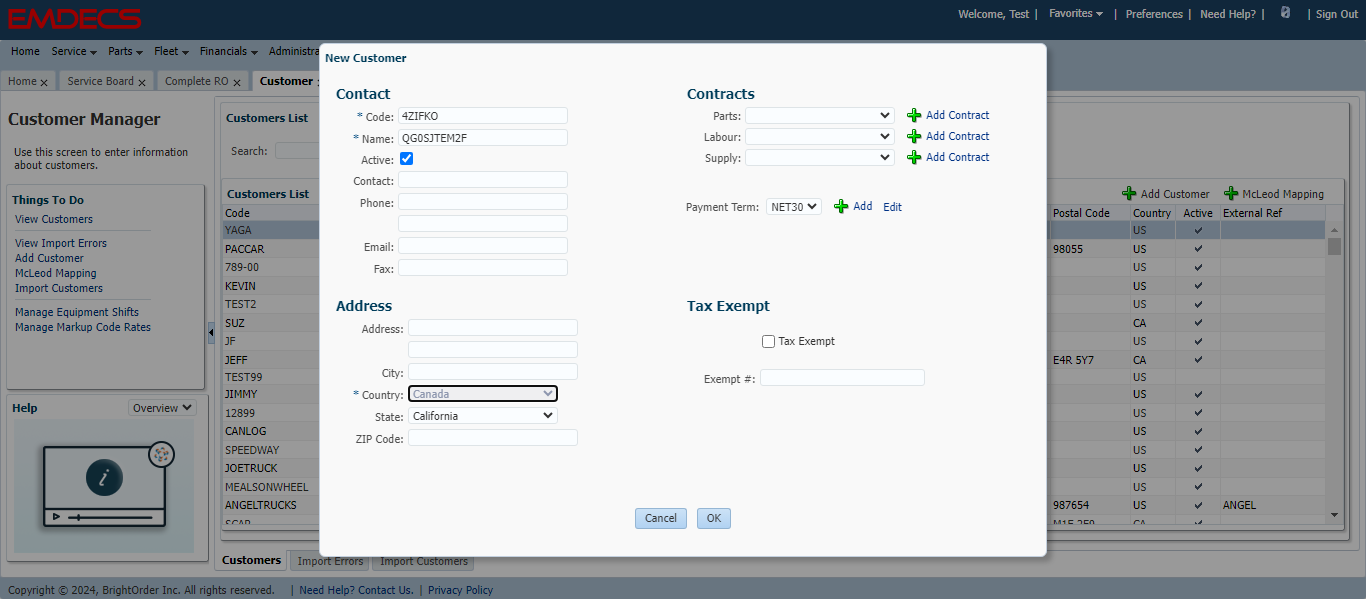 EMDECS
Welcome, Test | Favorites | Preferences | Need Help? | | Sign Out
Home Service Parts Fleet Financials Administra
Home x Service Board x Complete RO x Customer
Customer Manager
Use this screen to enter information
about customers.
Things To Do
View Customers
View Import Errors
Add Customer
McLeod Mapping
Import Customers
Manage Equipment Shifts
Manage Markup Code Rates
Help Overview
i
Customers List
Search:
Customers List
Add Customer McLeod Mapping
Code Postal Code Country Active External Ref
YAGA US
PACCAR 98055 US
789-00 US
KEVIN US
TEST2 US
SUZ CA
JF US
JEFF E4R 5Y7 CA
TEST99 US
JIMMY US
12899 US
CANLOG US
SPEEDWAY US
JOETRUCK US
MEALSONWHEEL US
ANGELTRUCKS 987654 US ANGEL
CA
New Customer
Contact
* Code: 4ZIFKO
* Name: QG0SJTEM2F
Active:
Contact:
Phone:
Email:
Fax:
Address
Address:
City:
* Country: Canada
State: California
ZIP Code:
Contracts
Parts: Add Contract
Labour: Add Contract
Supply: Add Contract
Payment Term: NET30 Add Edit
Tax Exempt
Tax Exempt
Exempt #:
Cancel OK
Customers Import Errors Import Customers
Copyright © 2024, BrightOrder Inc. All rights reserved. | Need Help? Contact Us. | Privacy Policy